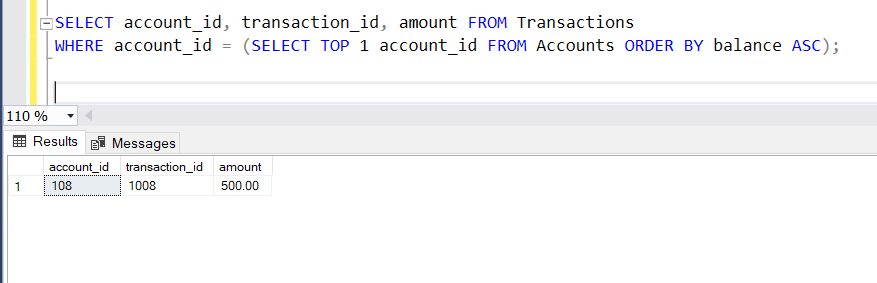 SELECT account_id, transaction_id, amount FROM Transactions
WHERE account_id = (SELECT TOP 1 account_id FROM Accounts ORDER BY balance ASC);
110 %
Results Messages
account_id transaction_id amount
1 108 1008 500.00